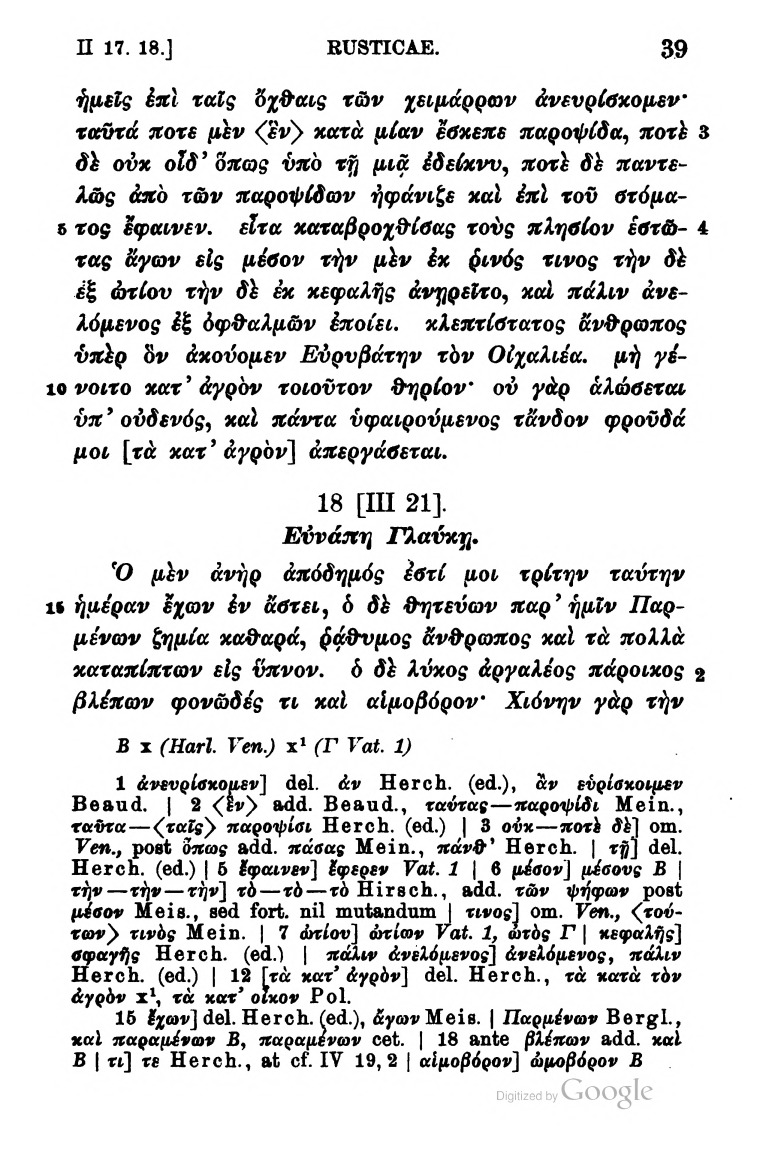 II 17. 18.] RUSTICAE. 39
ἡμεῖς ἐπὶ ταῖς ὄχθαις τῶν χειμάρρων ἀνευρίσκομεν·
ταῦτά ποτε μὲν ⟨ἓν⟩ κατὰ μίαν ἔσκεπε παροψίδα, ποτὲ 3
δὲ οὐκ οἶδ’ ὅπως ὑπὸ τῇ μιᾷ ἐδείκνυ, ποτὲ δὲ παντε-
λῶς ἀπὸ τῶν παροψίδων ἠφάνιζε καὶ ἐπὶ τοῦ στόμα-
5 τος ἔφαινεν. εἶτα καταβροχθίσας τοὺς πλησίον ἑστῶ- 4
τας ἄγων εἰς μέσον τὴν μὲν ἐκ ῥινός τινος τὴν δὲ
ἐξ ὠτίου τὴν δὲ ἐκ κεφαλῆς ἀνῃρεῖτο, καὶ πάλιν ἀνε-
λόμενος ἐξ ὀφθαλμῶν ἐποίει. κλεπτίστατος ἄνθρωπος
ὑπὲρ ὃν ἀκούομεν Εὐρυβάτην τὸν Οἰχαλιέα. μὴ γέ-
10 νοιτο κατ’ ἀγρὸν τοιοῦτον θηρίον· οὐ γὰρ ἁλώσεται
ὑπ’ οὐδενός, καὶ πάντα ὑφαιρούμενος τἄνδον φροῦδά
μοι [τὰ κατ’ ἀγρὸν] ἀπεργάσεται.
18 [III 21].
Εὐνάπη Γλαύκῃ.
Ὁ μὲν ἀνὴρ ἀπόδημός ἐστί μοι τρίτην ταύτην
15 ἡμέραν ἔχων ἐν ἄστει, ὁ δὲ θητεύων παρ’ ἡμῖν Παρ-
μένων ζημία καθαρά, ῥᾴθυμος ἄνθρωπος καὶ τὰ πολλὰ
καταπίπτων εἰς ὕπνον. ὁ δὲ λύκος ἀργαλέος πάροικος 2
βλέπων φονῶδές τι καὶ αἱμοβόρον· Χιόνην γὰρ τὴν
B x (Harl. Ven.) x¹ (Γ Vat. 1)
1 ἀνευρίσκομεν] del. ἀν Herch. (ed.), ἂν εὑρίσκοιμεν
Beaud. | 2 ⟨ἓν⟩ add. Beaud., ταύτας—παροψίδι Mein.,
ταῦτα—⟨ταῖς⟩ παροψίσι Herch. (ed.) | 3 οὐκ—ποτὲ δὲ] om.
Ven., post ὅπως add. πάσας Mein., πάνθ’ Herch. | τῇ] del.
Herch. (ed.) | 5 ἔφαινεν] ἔφερεν Vat. 1 | 6 μέσον] μέσους B |
τὴν—τὴν—τὴν] τὸ—τὸ—τὸ Hirsch., add. τῶν ψήφων post
μέσον Meis., sed fort. nil mutandum | τινος] om. Ven., ⟨τού-
των⟩ τινὸς Mein. | 7 ὠτίου] ὠτίων Vat. 1, ὠτὸς Γ | κεφαλῆς]
σφαγῆς Herch. (ed.) | πάλιν ἀνελόμενος] ἀνελόμενος, πάλιν
Herch. (ed.) | 12 [τὰ κατ’ ἀγρὸν] del. Herch., τὰ κατὰ τὸν
ἀγρὸν x¹, τὰ κατ’ οἶκον Pol.
15 ἔχων] del. Herch. (ed.), ἄγων Meis. | Παρμένων Bergl.,
καὶ παραμένων B, παραμένων cet. | 18 ante βλέπων add. καὶ
B | τι] τε Herch., at cf. IV 19, 2 | αἱμοβόρον] ὠμοβόρον B
Digitized by Google